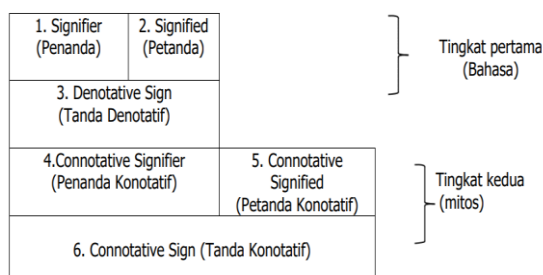 1. Signifier
(Penanda)
2. Signified
(Petanda)
3. Denotative Sign
(Tanda Denotatif)
4.Connotative Signifier
(Penanda Konotatif)
5. Connotative
Signified
(Petanda Konotatif)
6. Connotative Sign (Tanda Konotatif)
Tingkat pertama
(Bahasa)
Tingkat kedua
(mitos)